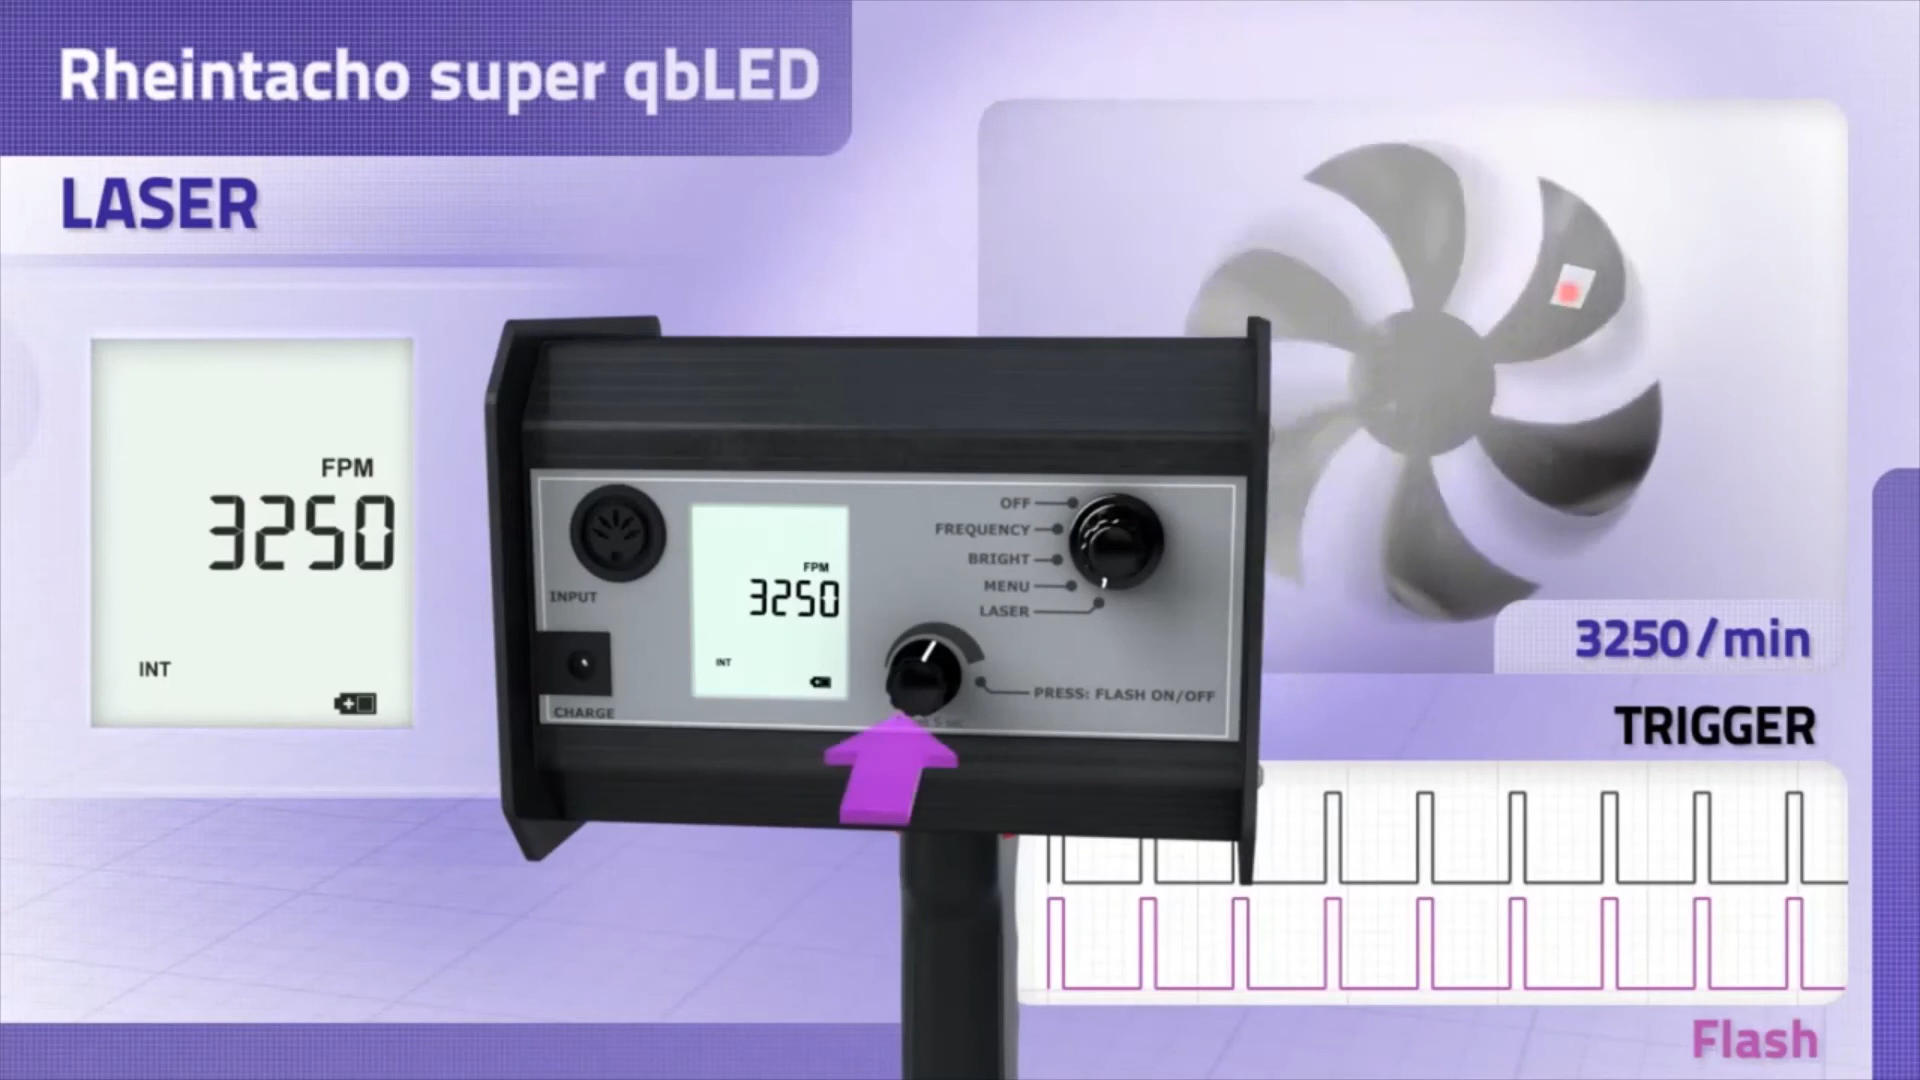 Rheintacho super qbLED
LASER
FPM
3250
INT
INPUT
CHARGE
FPM
3250
INT
OFF
FREQUENCY
BRIGHT
MENU
LASER
PRESS: FLASH ON/OFF
3250/min
TRIGGER
Flash